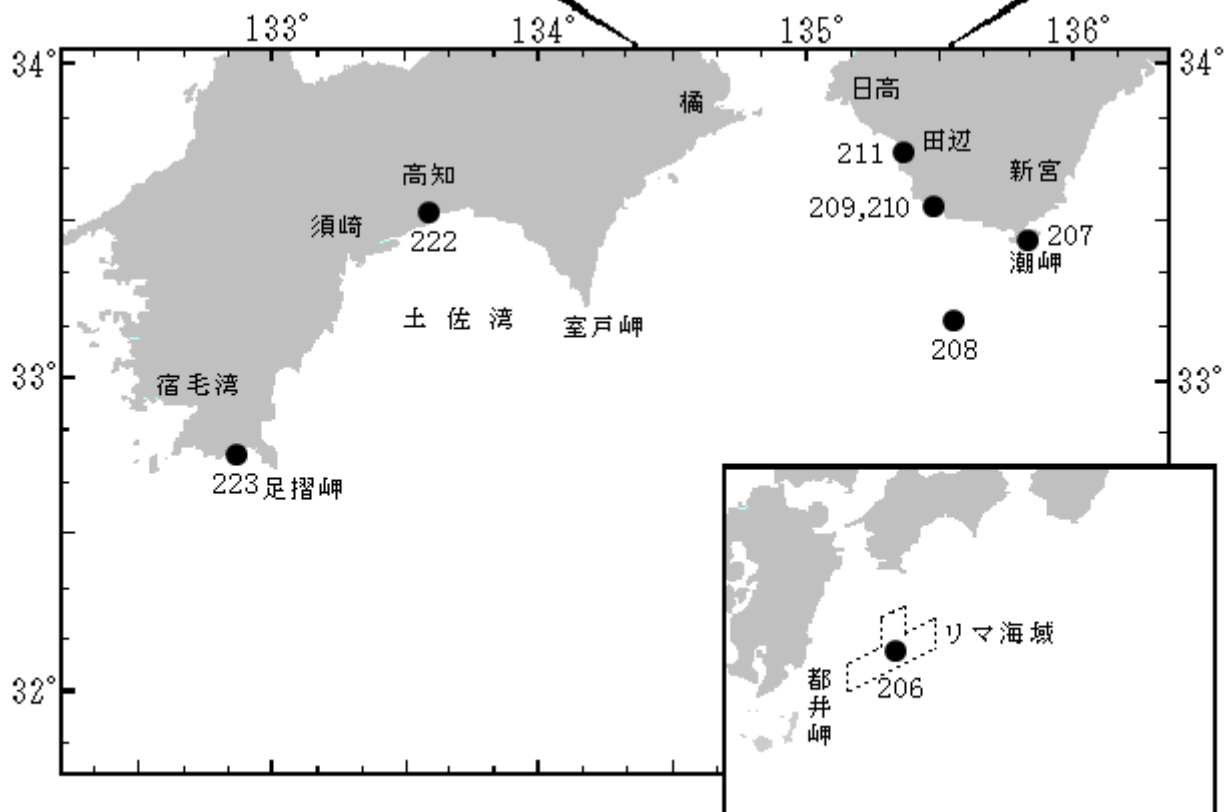 133° 134° 135° 136°
34° 34°
日高
橘
211 田辺
新宮
高知
209,210
須崎
222
207
潮岬
土佐湾 室戸岬
208
33° 33°
宿毛湾
223 足摺岬
リマ海域
206
都井岬
32°